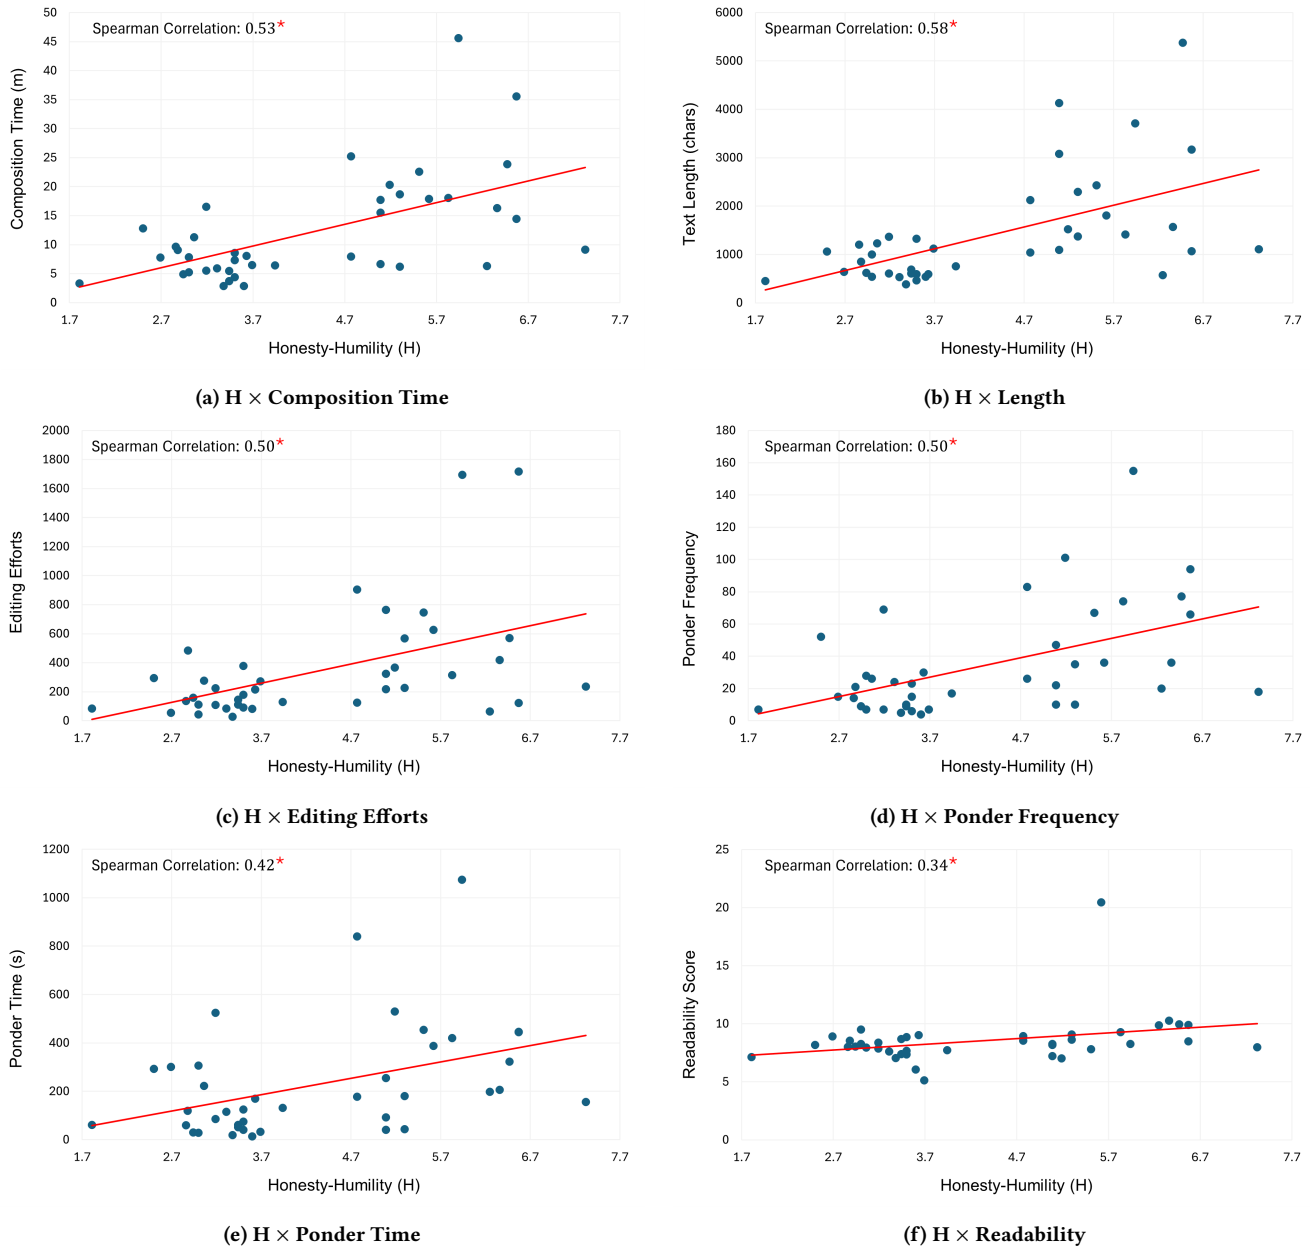 Spearman Correlation: 0.53*
50
45
40
35
30
25
20
15
10
5
0
Composition Time (m)
1.7 2.7 3.7 4.7 5.7 6.7 7.7
Honesty-Humility (H)
(a) H × Composition Time
Spearman Correlation: 0.58*
6000
5000
4000
3000
2000
1000
0
Text Length (chars)
1.7 2.7 3.7 4.7 5.7 6.7 7.7
Honesty-Humility (H)
(b) H × Length
Spearman Correlation: 0.50*
2000
1800
1600
1400
1200
1000
800
600
400
200
0
Editing Efforts
1.7 2.7 3.7 4.7 5.7 6.7 7.7
Honesty-Humility (H)
(c) H × Editing Efforts
Spearman Correlation: 0.50*
180
160
140
120
100
80
60
40
20
0
Ponder Frequency
1.7 2.7 3.7 4.7 5.7 6.7 7.7
Honesty-Humility (H)
(d) H × Ponder Frequency
Spearman Correlation: 0.42*
1200
1000
800
600
400
200
0
Ponder Time (s)
1.7 2.7 3.7 4.7 5.7 6.7 7.7
Honesty-Humility (H)
(e) H × Ponder Time
Spearman Correlation: 0.34*
25
20
15
10
5
0
Readability Score
1.7 2.7 3.7 4.7 5.7 6.7 7.7
Honesty-Humility (H)
(f) H × Readability